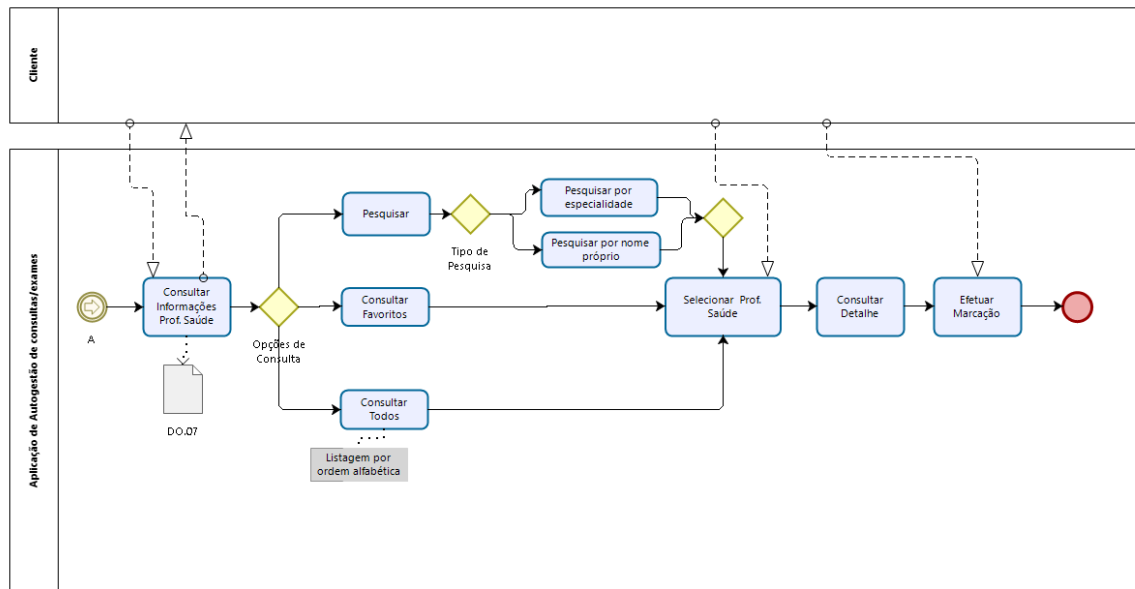 Cliente
Aplicação de Autogestão de consultas/exames
A
Consultar
Informações
Prof. Saúde
DO.07
Opções de
Consulta
Pesquisar
Tipo de
Pesquisa
Pesquisar por
especialidade
Pesquisar por nome
próprio
Consultar
Favoritos
Consultar
Todos
Listagem por
ordem alfabética
Selecionar Prof.
Saúde
Consultar
Detalhe
Efetuar
Marcação